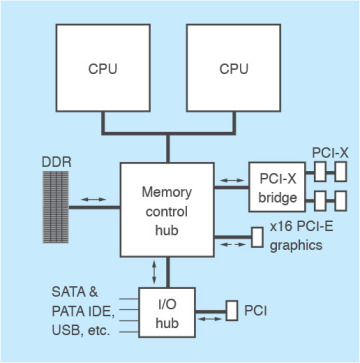 CPU
CPU
DDR
Memory
control
hub
PCI-X
bridge
PCI-X
x16 PCI-E
graphics
SATA &
PATA IDE,
USB, etc.
I/O
hub
PCI